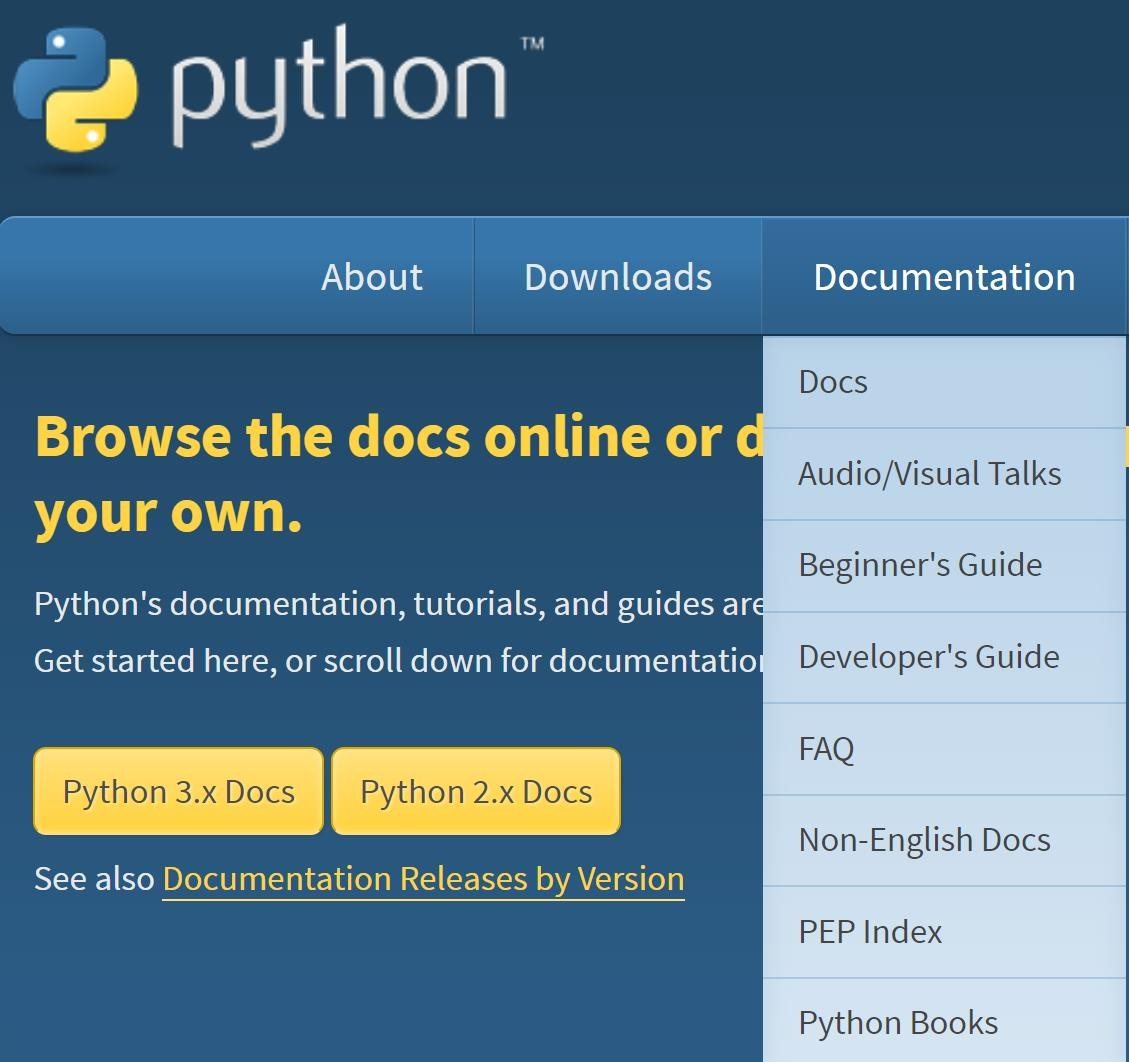 python™
About
Downloads
Documentation
Docs
Audio/Visual Talks
Beginner's Guide
Developer's Guide
FAQ
Non-English Docs
PEP Index
Python Books
Browse the docs online or
your own.
Python's documentation, tutorials, and guides are
Get started here, or scroll down for
Python 3.x Docs
Python 2.x Docs
See also Documentation Releases by Version